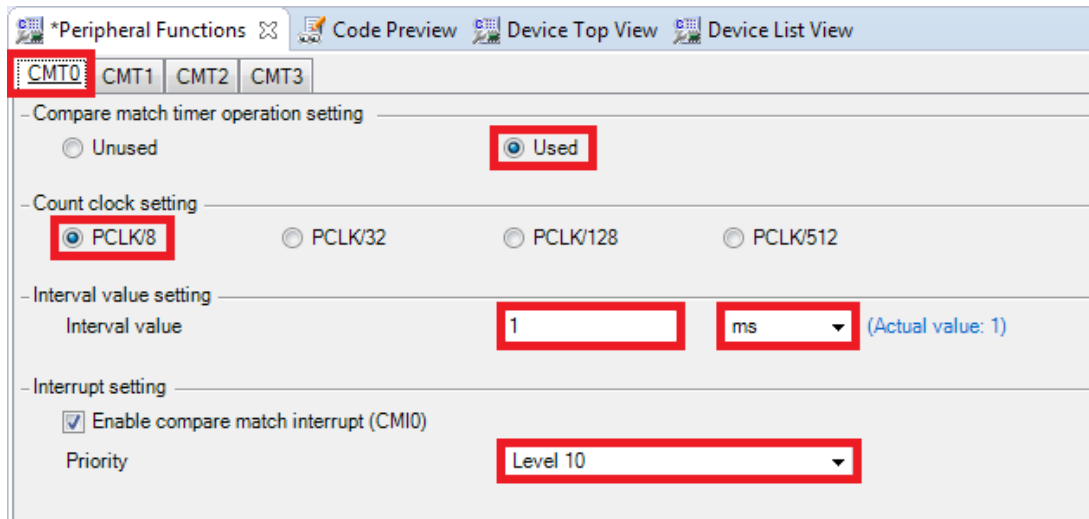 *Peripheral Functions Code Preview Device Top View Device List View
CMT0 CMT1 CMT2 CMT3
Compare match timer operation setting
Unused Used
Count clock setting
PCLK/8 PCLK/32 PCLK/128 PCLK/512
Interval value setting
Interval value 1 ms (Actual value: 1)
Interrupt setting
Enable compare match interrupt (CMI0)
Priority Level 10